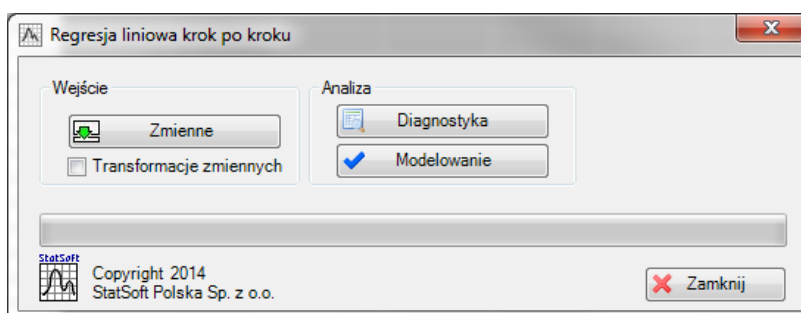 Regresja liniowa krok po kroku
Wejście
Zmienne
Transformacje zmiennych
Analiza
Diagnostyka
Modelowanie
StatSoft
Copyright 2014
StatSoft Polska Sp. z o.o.
Zamknij